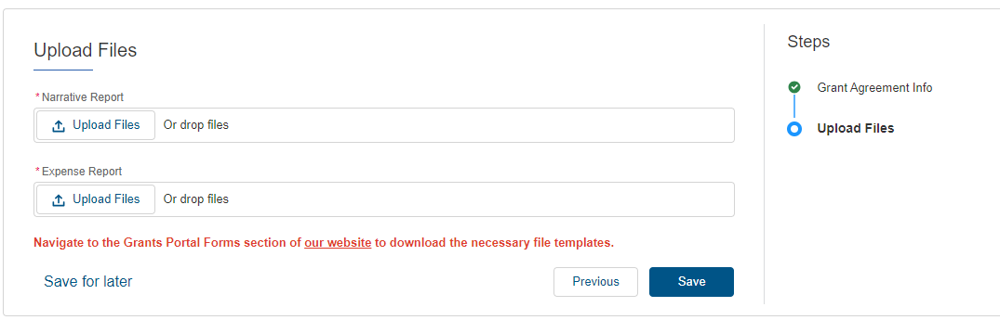 Upload Files
* Narrative Report
Upload Files Or drop files
* Expense Report
Upload Files Or drop files
Navigate to the Grants Portal Forms section of our website to download the necessary file templates.
Save for later
Previous
Save
Steps
Grant Agreement Info
Upload Files